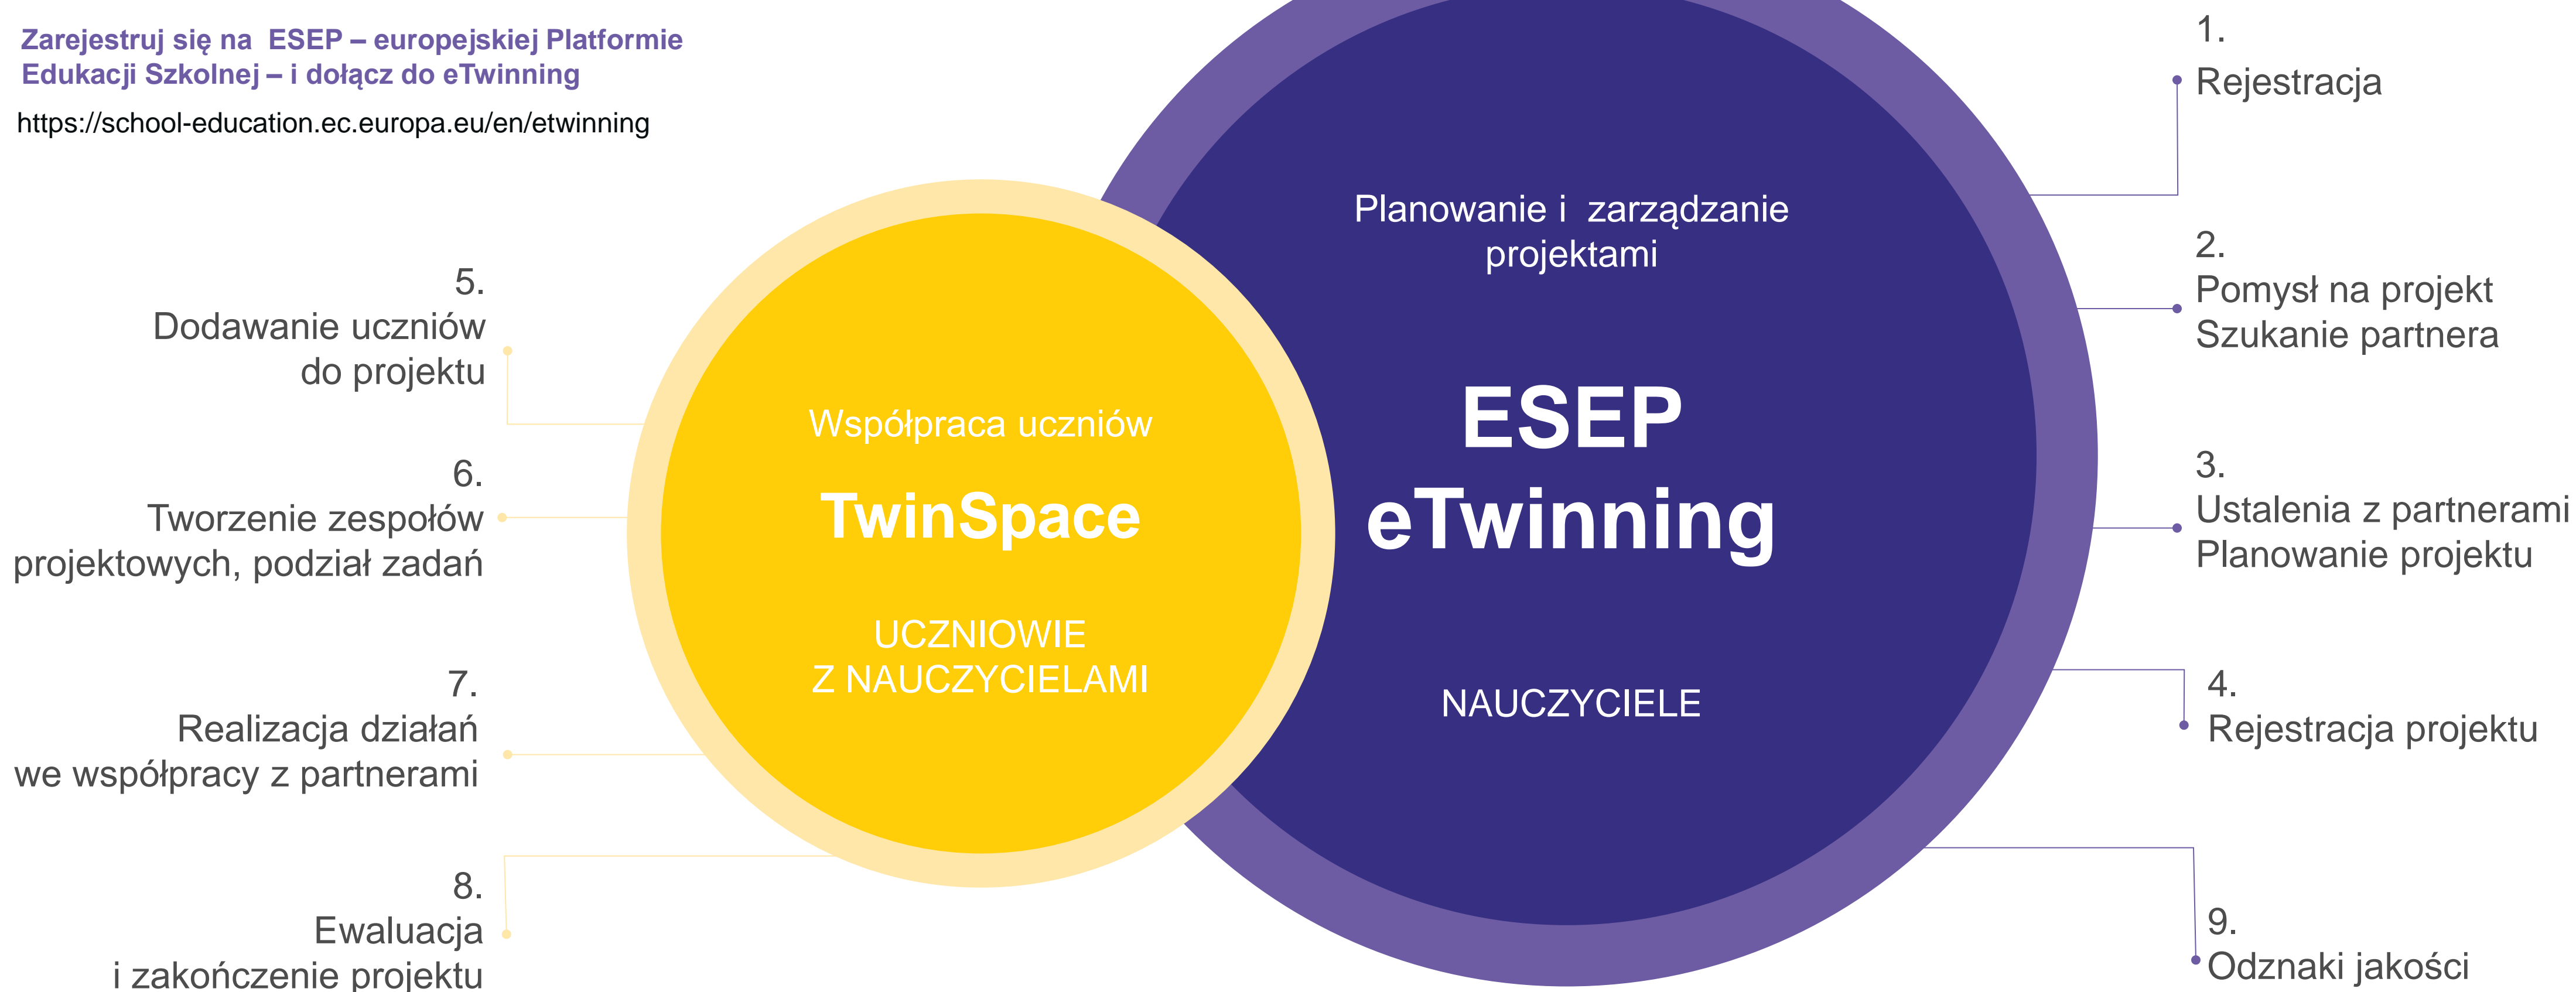 Zarejestruj się na ESEP – europejskiej Platformie
Edukacji Szkolnej – i dołącz do eTwinning
https://school-education.ec.europa.eu/en/etwinning
5.
Dodawanie uczniów
do projektu
6.
Tworzenie zespołów
projektowych, podział zadań
7.
Realizacja działań
we współpracy z partnerami
8.
Ewaluacja
i zakończenie projektu
Współpraca uczniów
TwinSpace
UCZNIOWIE
Z NAUCZYCIELAMI
Planowanie i zarządzanie
projektami
ESEP
eTwinning
NAUCZYCIELE
1.
Rejestracja
2.
Pomysł na projekt
Szukanie partnera
3.
Ustalenia z partnerami
Planowanie projektu
4.
Rejestracja projektu
9.
Odznaki jakości